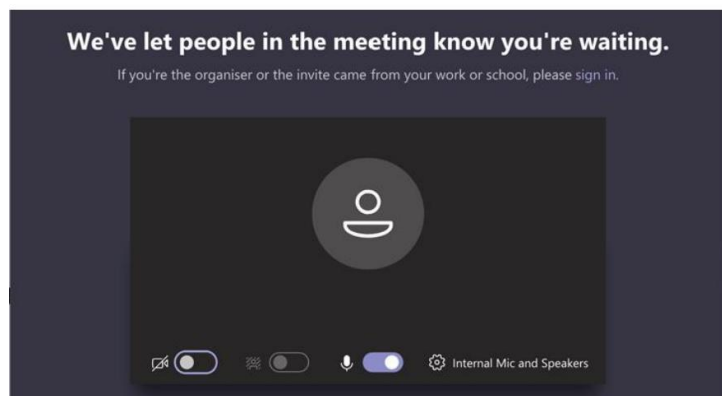 We've let people in the meeting know you're waiting.
If you're the organiser or the invite came from your work or school, please sign in.
Internal Mic and Speakers